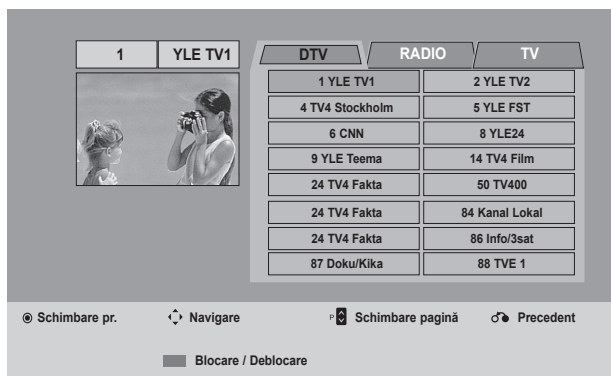 1 YLE TV1
DTV RADIO TV
1 YLE TV1 2 YLE TV2
4 TV4 Stockholm 5 YLE FST
6 CNN 8 YLE24
9 YLE Teema 14 TV4 Film
24 TV4 Fakta 50 TV400
24 TV4 Fakta 84 Kanal Lokal
24 TV4 Fakta 86 Info/3sat
87 Doku/Kika 88 TVE 1
Schimbare pr. Navigare P Schimbare pagină Precedent
Blocare / Deblocare